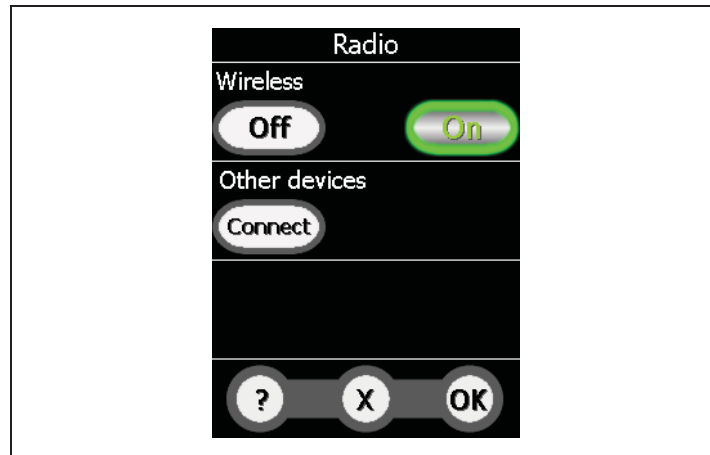 Radio
Wireless
Off On
Other devices
Connect
? X OK